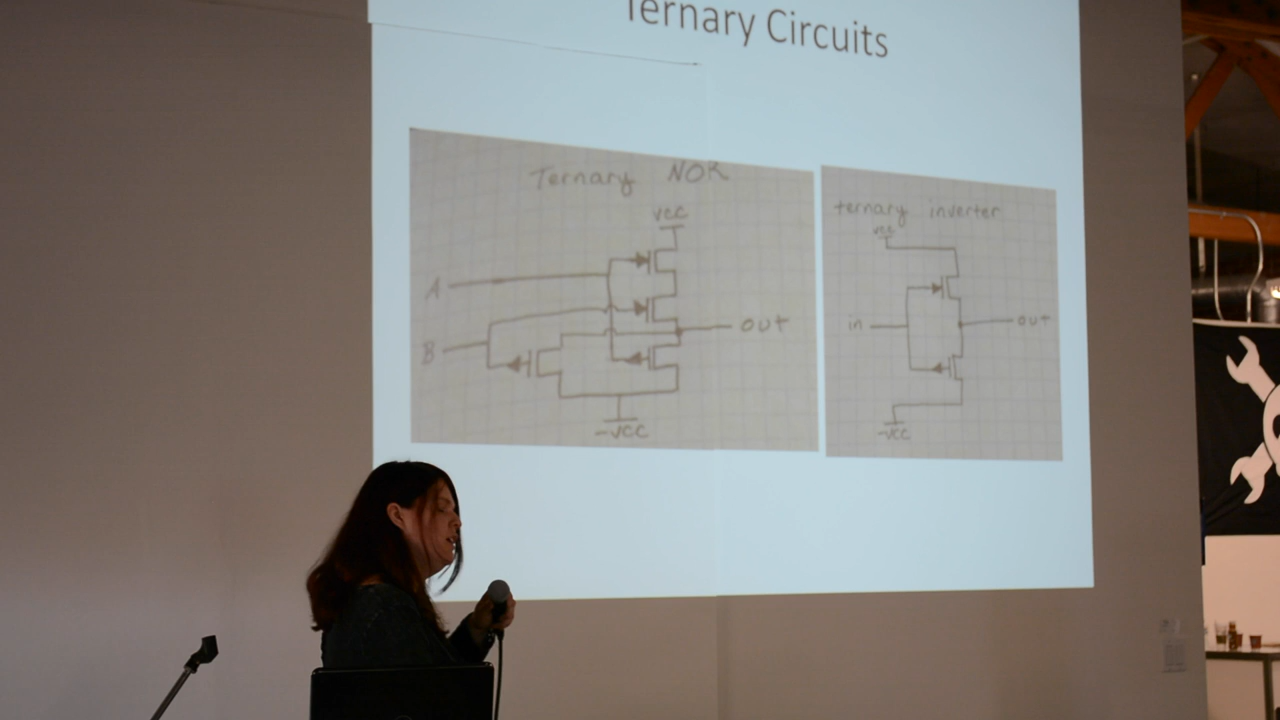 Ternary Circuits
Ternary NOR
VCC
A
B
OUT
-VCC
ternary inverter
VCC
in
OUT
-VCC